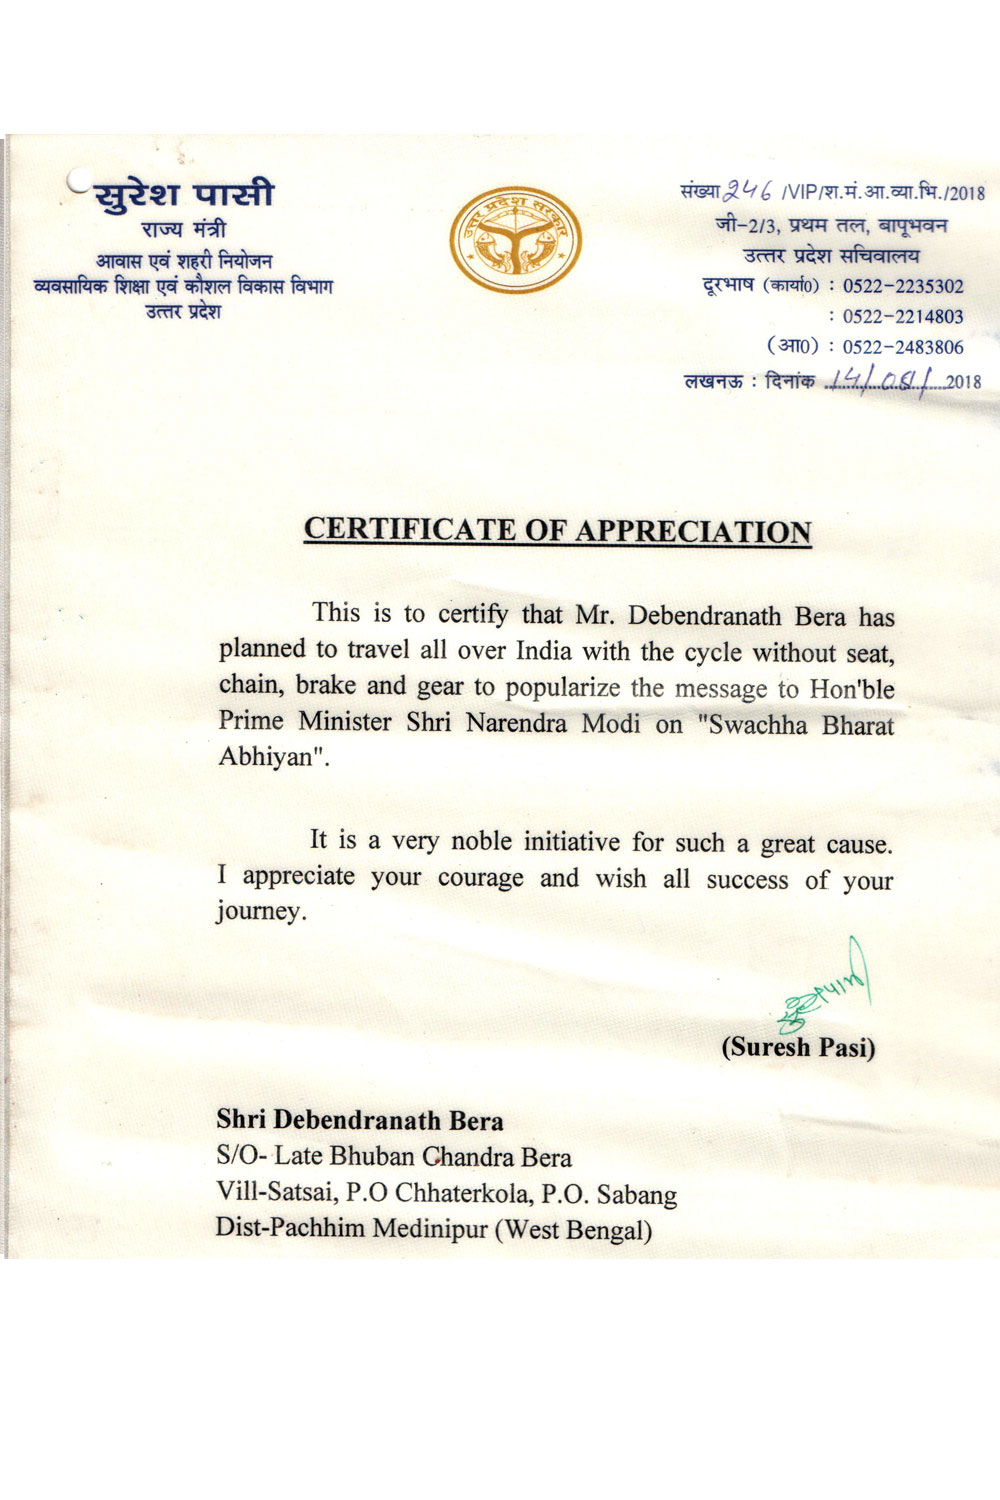 सुरेश पासी
राज्य मंत्री
आवास एवं शहरी नियोजन
व्यवसायिक शिक्षा एवं कौशल विकास विभाग
उत्तर प्रदेश
उत्तर प्रदेश सरकार
संख्या 246 /VIP/श.मं.आ.व्या.भि./2018
जी-2/3, प्रथम तल, बापूभवन
उत्तर प्रदेश सचिवालय
दूरभाष (कार्या0) : 0522-2235302
: 0522-2214803
(आ0) : 0522-2483806
लखनऊ : दिनांक 14/08/ 2018
CERTIFICATE OF APPRECIATION
This is to certify that Mr. Debendranath Bera has
planned to travel all over India with the cycle without seat,
chain, brake and gear to popularize the message to Hon'ble
Prime Minister Shri Narendra Modi on "Swachha Bharat
Abhiyan".
It is a very noble initiative for such a great cause.
I appreciate your courage and wish all success of your
journey.
(Suresh Pasi)
Shri Debendranath Bera
S/O- Late Bhuban Chandra Bera
Vill-Satsai, P.O Chhaterkola, P.O. Sabang
Dist-Pachhim Medinipur (West Bengal)